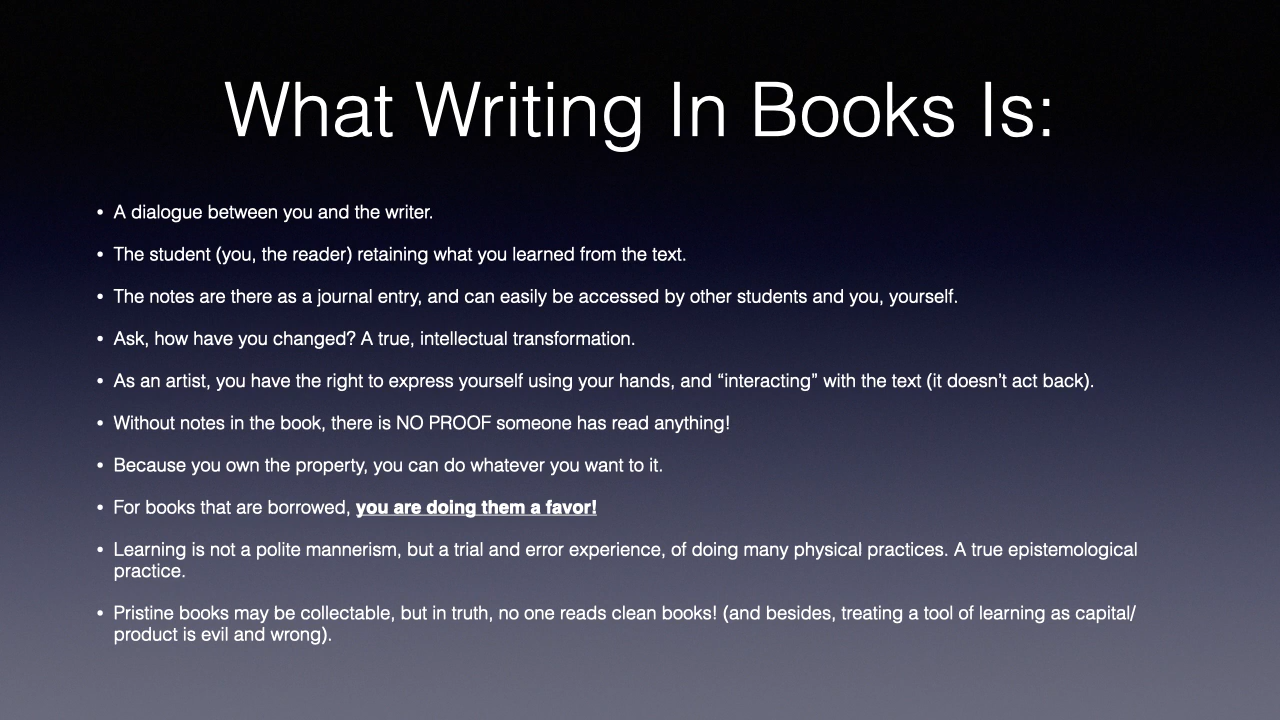 What Writing In Books Is:
• A dialogue between you and the writer.
• The student (you, the reader) retaining what you learned from the text.
• The notes are there as a journal entry, and can easily be accessed by other students and you, yourself.
• Ask, how have you changed? A true, intellectual transformation.
• As an artist, you have the right to express yourself using your hands, and “interacting” with the text (it doesn’t act back).
• Without notes in the book, there is NO PROOF someone has read anything!
• Because you own the property, you can do whatever you want to it.
• For books that are borrowed, you are doing them a favor!
• Learning is not a polite mannerism, but a trial and error experience, of doing many physical practices. A true epistemological
practice.
• Pristine books may be collectable, but in truth, no one reads clean books! (and besides, treating a tool of learning as capital/
product is evil and wrong).